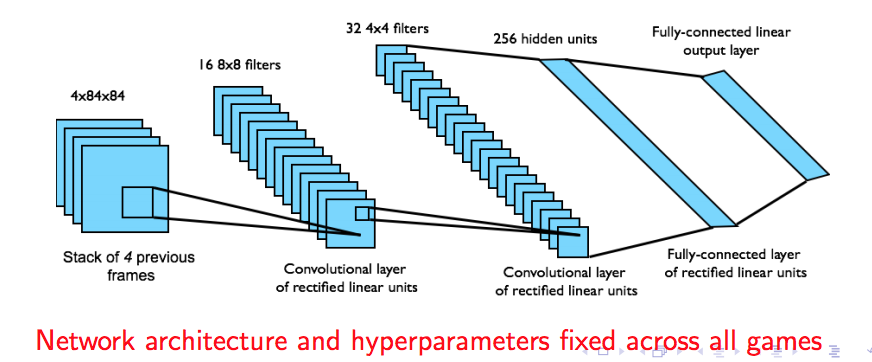 32 4x4 filters
256 hidden units
Fully-connected linear
output layer
16 8x8 filters
4x84x84
Stack of 4 previous
frames
Convolutional layer
of rectified linear units
Convolutional layer
of rectified linear units
Fully-connected layer
of rectified linear units
Network architecture and hyperparameters fixed across all games